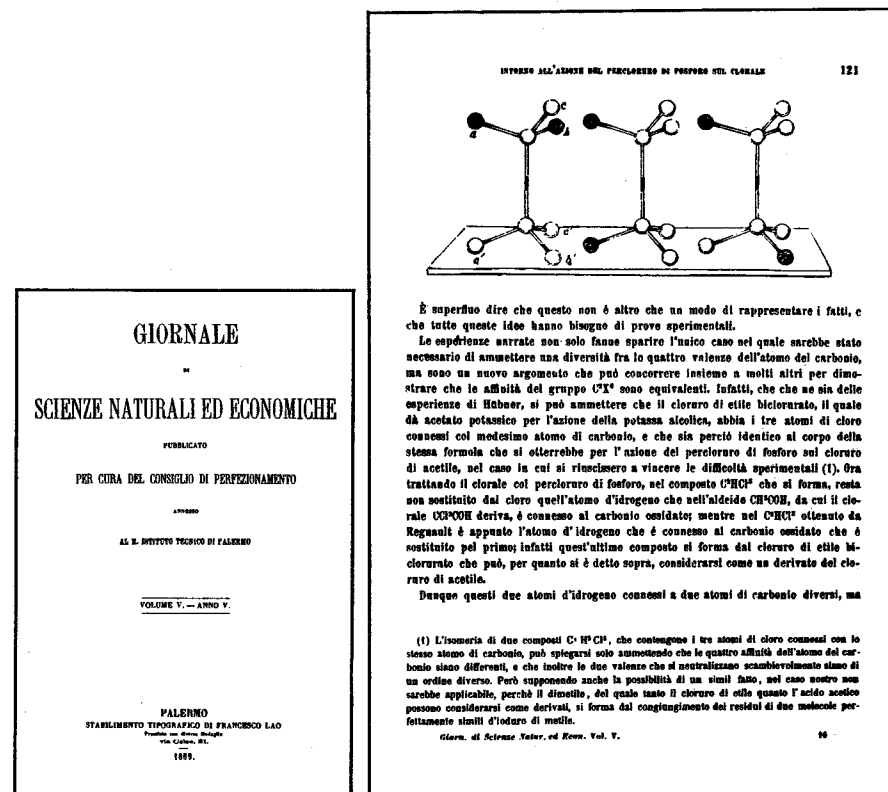 GIORNALE
DI
SCIENZE NATURALI ED ECONOMICHE
PUBBLICATO
PER CURA DEL CONSIGLIO DI PERFEZIONAMENTO
ANNESSO
AL R. ISTITUTO TECNICO DI PALERMO
VOLUME V. — ANNO V.
PALERMO
STABILIMENTO TIPOGRAFICO DI FRANCESCO LAO
Premiato con diverse Medaglie
via Celso, 31.
1869.
INTORNO ALL'AZIONE DEL PERCLORURO DI FOSFORO SUL CLORALE 121
c
a b
c'
a' b'
È superfluo dire che questo non è altro che un modo di rappresentare i fatti, e
che tutte queste idee hanno bisogno di prove sperimentali.
Le esperienze narrate non solo fanno sparire l'unico caso nel quale sarebbe stato
necessario di ammettere una diversità fra le quattro valenze dell'atomo del carbonio,
ma sono un nuovo argomento che può concorrere insieme a molti altri per dimo-
strare che le affinità del gruppo C²X⁶ sono equivalenti. Infatti, che che ne sia delle
esperienze di Hübner, si può ammettere che il cloruro di etile biclorurato, il quale
dà acetato potassico per l'azione della potassa alcolica, abbia i tre atomi di cloro
connessi col medesimo atomo di carbonio, e che sia perciò identico al corpo della
stessa formola che si otterrebbe per l'azione del percloruro di fosforo sul cloruro
di acetile, nel caso in cui si riuscissero a vincere le difficoltà sperimentali (1). Ora
trattando il clorale col percloruro di fosforo, nel composto C²HCl⁵ che si forma, resta
non sostituito dal cloro quell'atomo d'idrogeno che nell'aldeide CH³COH, da cui il clo-
rale CCl³COH deriva, é connesso al carbonio ossidato; mentre nel C²HCl⁵ ottenuto da
Regnault è appunto l'atomo d'idrogeno che é connesso al carbonio ossidato che é
sostituito pel primo; infatti quest'ultimo composto si forma dal cloruro di etile bi-
clorurato che può, per quanto si è detto sopra, considerarsi come un derivato del clo-
ruro di acetile.
Dunque questi due atomi d'idrogeno connessi a due atomi di carbonio diversi, ma
(1) L'isomeria di due composti C² H³ Cl³, che contengono i tre atomi di cloro connessi con lo
stesso atomo di carbonio, può spiegarsi solo ammettendo che le quattro affinità dell'atomo del car-
bonio siano differenti, e che inoltre le due valenze che si neutralizzano scambievolmente siano di
un ordine diverso. Però supponendo anche la possibilità di un simil fatto, nel caso nostro non
sarebbe applicabile, perchè il dimetilo, del quale tanto il cloruro di etile quanto l'acido acetico
possono considerarsi come derivati, si forma dal congiungimento dei residui di due molecole per-
fettamente simili d'ioduro di metile.
Giorn. di Scienze Natur. ed Econ. Vol. V. 16